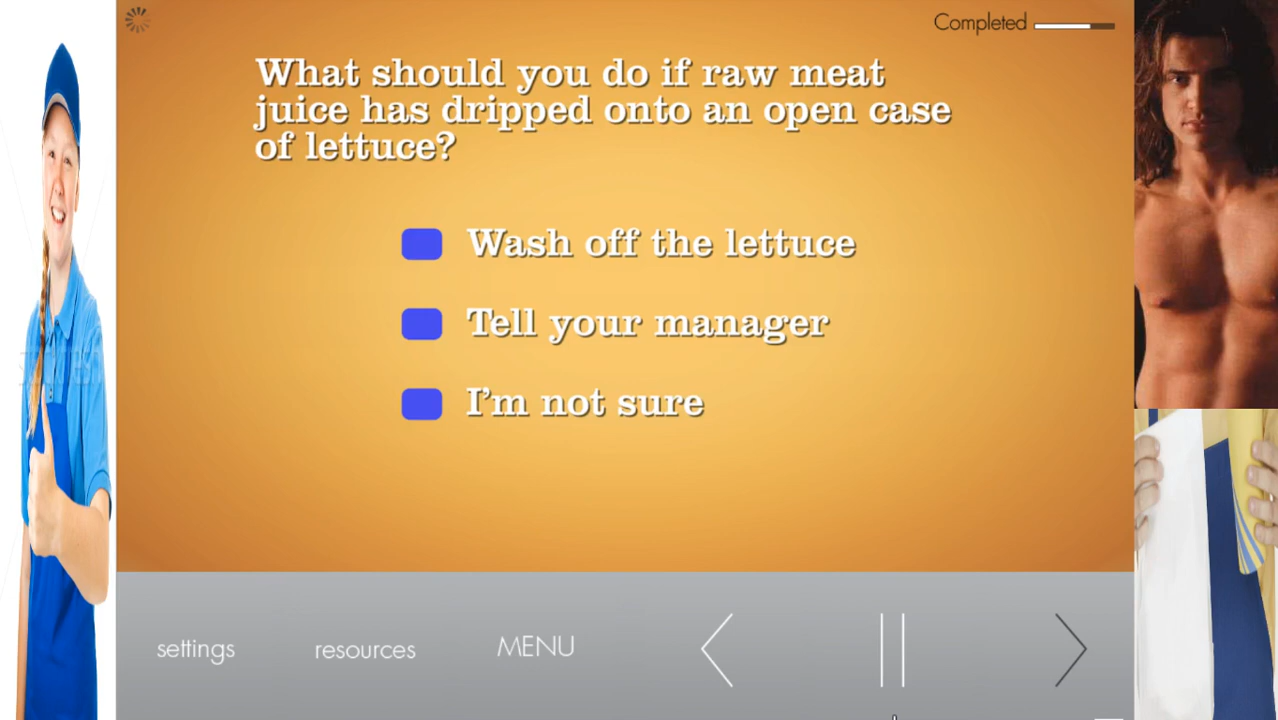 Completed
What should you do if raw meat
juice has dripped onto an open case
of lettuce?
Wash off the lettuce
Tell your manager
I'm not sure
settings
resources
MENU